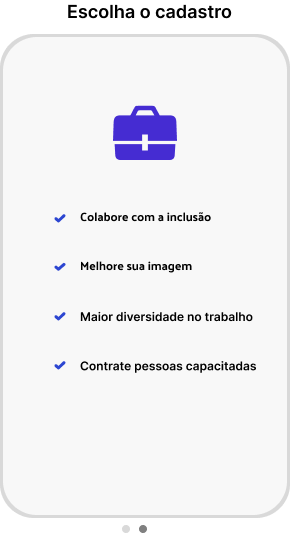 Escolha o cadastro
Colabore com a inclusão
Melhore sua imagem
Maior diversidade no trabalho
Contrate pessoas capacitadas